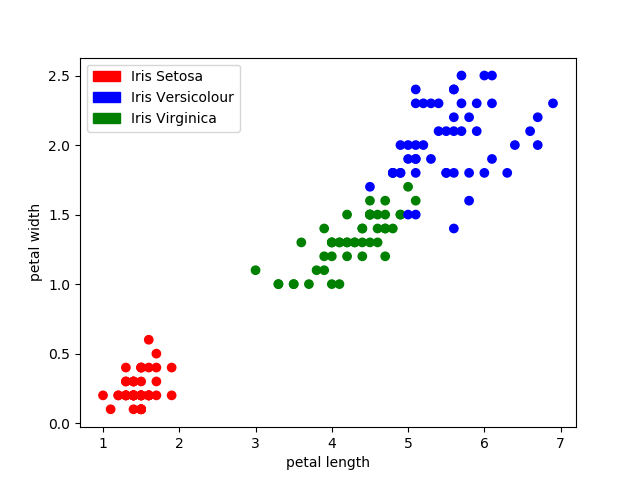 Iris Setosa
Iris Versicolour
Iris Virginica
petal width
2.5
2.0
1.5
1.0
0.5
0.0
1 2 3 4 5 6 7
petal length